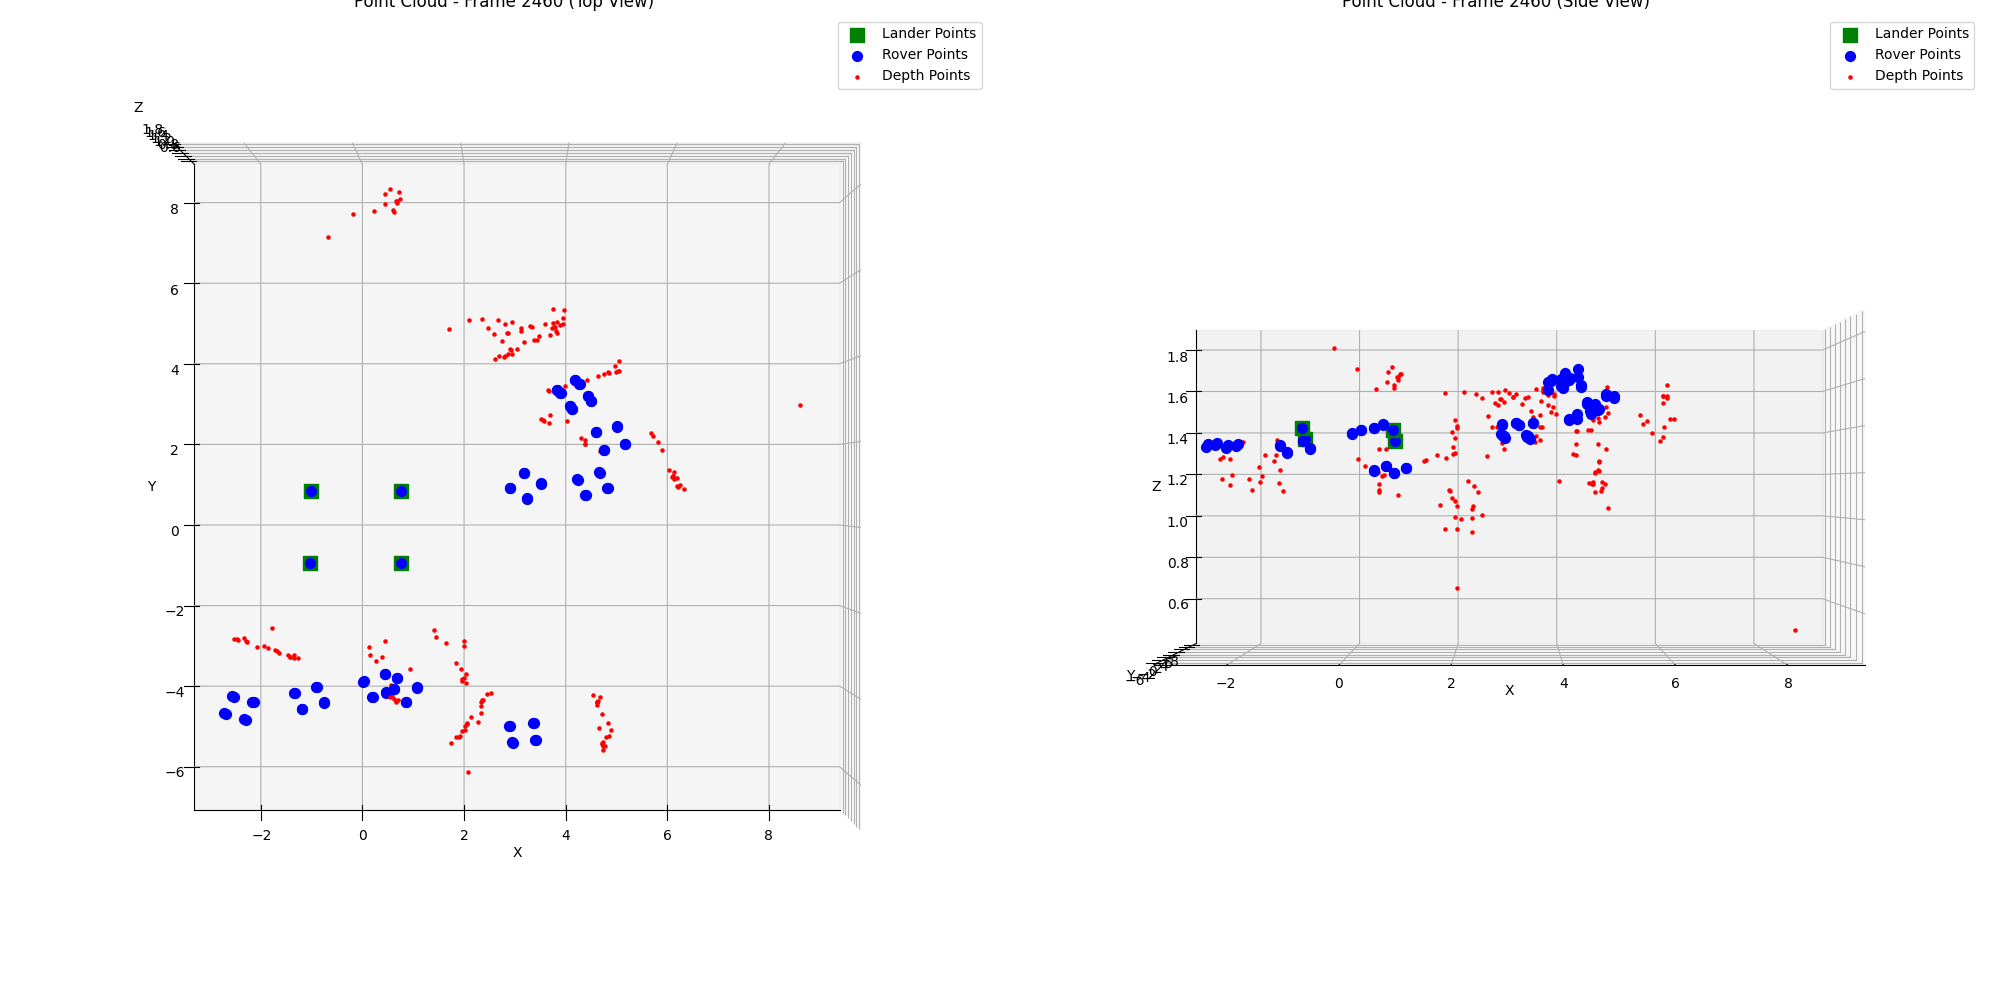 Point Cloud - Frame 2460 (Top View)
Lander Points
Rover Points
Depth Points
Z
1.8
8
6
4
2
Y
0
−2
−4
−6
−2
0
2
4
6
8
X
Point Cloud - Frame 2460 (Side View)
Lander Points
Rover Points
Depth Points
1.8
1.6
1.4
1.2
Z
1.0
0.8
0.6
Y
−2
0
2
4
6
8
X